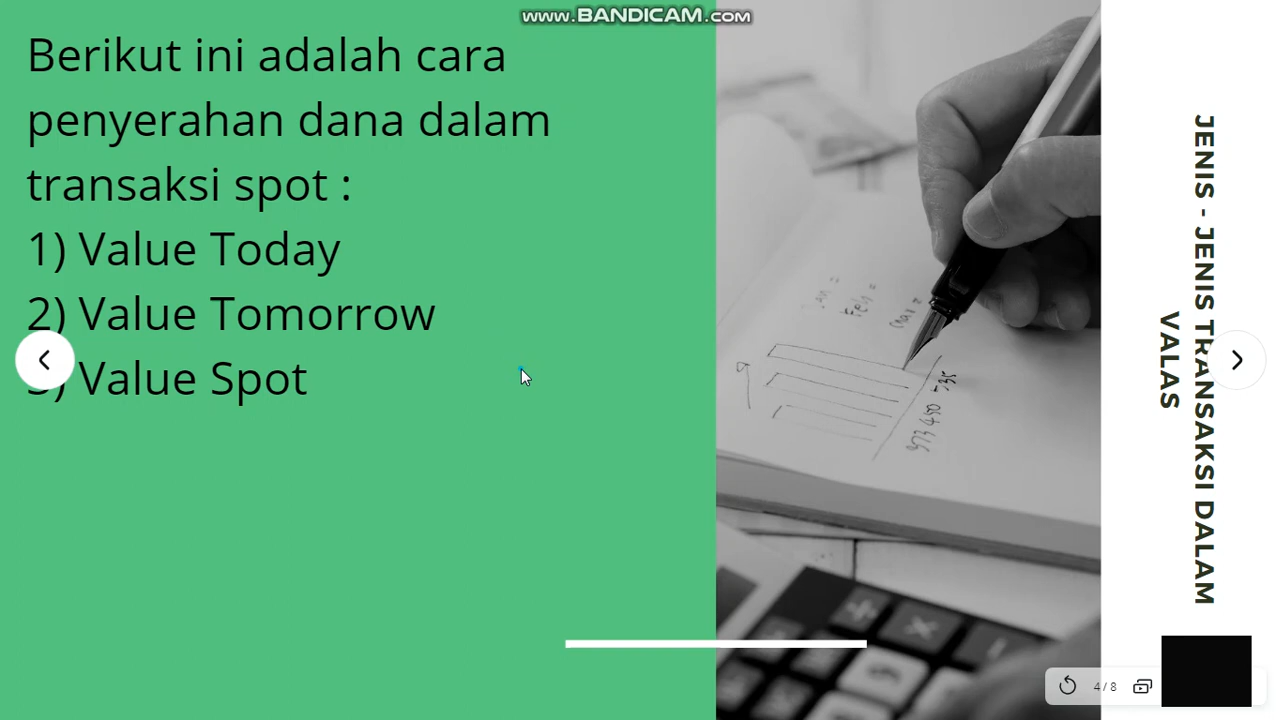 www.BANDICAM.com
Berikut ini adalah cara
penyerahan dana dalam
transaksi spot :
1) Value Today
2) Value Tomorrow
3) Value Spot
JENIS - JENIS TRANSAKSI DALAM
VALAS
4 / 8